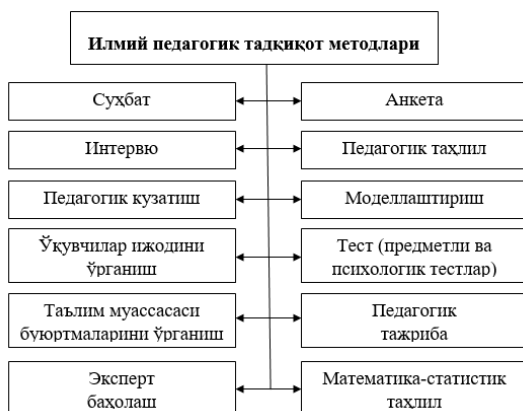 Илмий педагогик тадқиқот методлари
Суҳбат
Анкета
Интервю
Педагогик таҳлил
Педагогик кузатиш
Моделлаштириш
Ўқувчилар ижодини
ўрганиш
Тест (предметли ва
психологик тестлар)
Таълим муассасаси
буюртмаларини ўрганиш
Педагогик
тажриба
Эксперт
баҳолаш
Математика-статистик
таҳлил